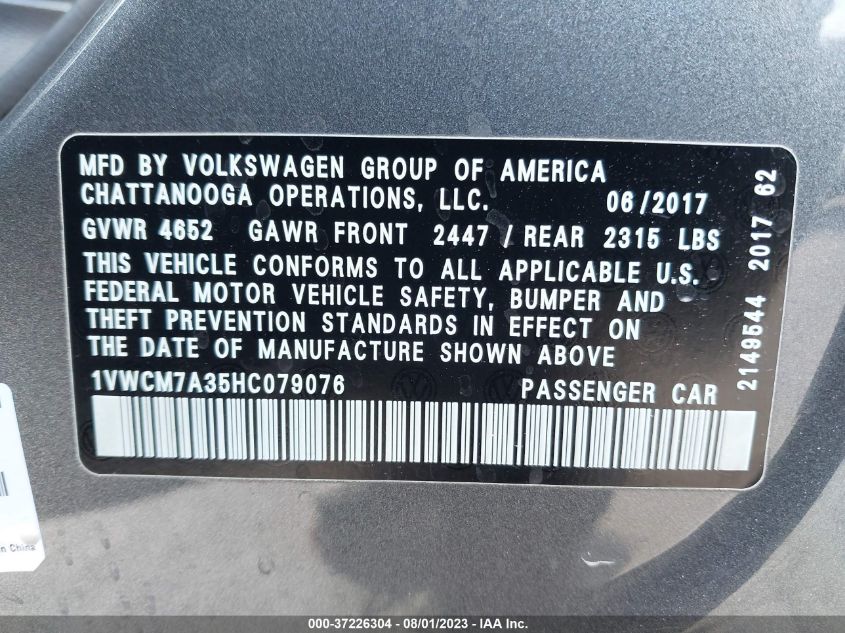 MFD BY VOLKSWAGEN GROUP OF AMERICA
CHATTANOOGA OPERATIONS, LLC. 06/2017
GVWR 4652 GAWR FRONT 2447 / REAR 2315 LBS
THIS VEHICLE CONFORMS TO ALL APPLICABLE U.S.
FEDERAL MOTOR VEHICLE SAFETY, BUMPER AND
THEFT PREVENTION STANDARDS IN EFFECT ON
THE DATE OF MANUFACTURE SHOWN ABOVE
1VWCM7A35HC079076 PASSENGER CAR
2149544 2017 62
n China
000-37226304 - 08/01/2023 - IAA Inc.